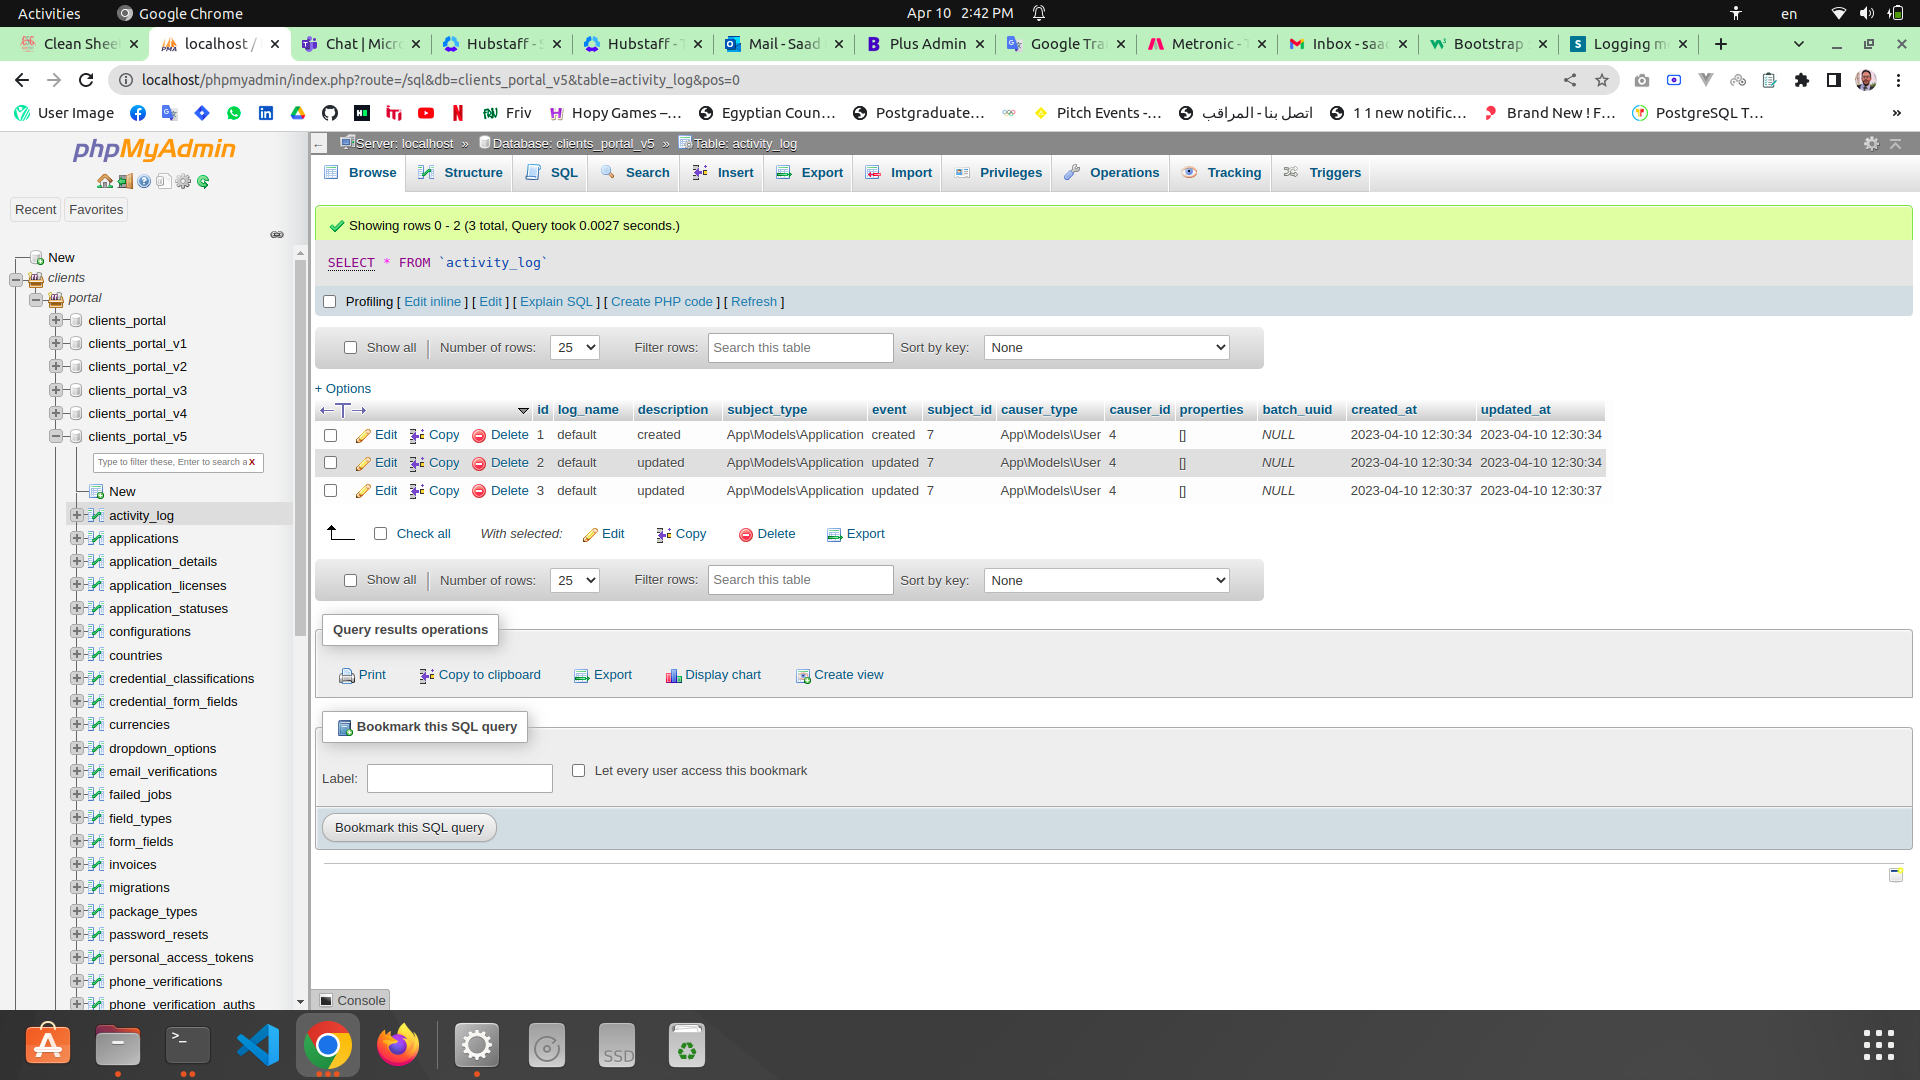 Activities Google Chrome Apr 10 2:42 PM en
Clean Shee localhost / Chat | Micro Hubstaff - Hubstaff - T Mail - Saad Plus Admin Google Tra Metronic - Inbox - saa Bootstrap Logging m
localhost/phpmyadmin/index.php?route=/sql&db=clients_portal_v5&table=activity_log&pos=0
User Image Friv Hopy Games –... Egyptian Coun... Postgraduate... Pitch Events -... اتصل بنا - المراقب 1 1 new notific... Brand New ! F... PostgreSQL T... »
phpMyAdmin
Recent Favorites
New
clients
portal
clients_portal
clients_portal_v1
clients_portal_v2
clients_portal_v3
clients_portal_v4
clients_portal_v5
Type to filter these, Enter to search a X
New
activity_log
applications
application_details
application_licenses
application_statuses
configurations
countries
credential_classifications
credential_form_fields
currencies
dropdown_options
email_verifications
failed_jobs
field_types
form_fields
invoices
migrations
package_types
password_resets
personal_access_tokens
phone_verifications
phone_verification_auths
Server: localhost » Database: clients_portal_v5 » Table: activity_log
Browse Structure SQL Search Insert Export Import Privileges Operations Tracking Triggers
Showing rows 0 - 2 (3 total, Query took 0.0027 seconds.)
SELECT * FROM `activity_log`
Profiling [ Edit inline ] [ Edit ] [ Explain SQL ] [ Create PHP code ] [ Refresh ]
Show all Number of rows: 25 Filter rows: Search this table Sort by key: None
+ Options
←T→ id log_name description subject_type event subject_id causer_type causer_id properties batch_uuid created_at updated_at
Edit Copy Delete 1 default created App\Models\Application created 7 App\Models\User 4 [] NULL 2023-04-10 12:30:34 2023-04-10 12:30:34
Edit Copy Delete 2 default updated App\Models\Application updated 7 App\Models\User 4 [] NULL 2023-04-10 12:30:34 2023-04-10 12:30:34
Edit Copy Delete 3 default updated App\Models\Application updated 7 App\Models\User 4 [] NULL 2023-04-10 12:30:37 2023-04-10 12:30:37
Check all With selected: Edit Copy Delete Export
Show all Number of rows: 25 Filter rows: Search this table Sort by key: None
Query results operations
Print Copy to clipboard Export Display chart Create view
Bookmark this SQL query
Label: Let every user access this bookmark
Bookmark this SQL query
Console
SSD